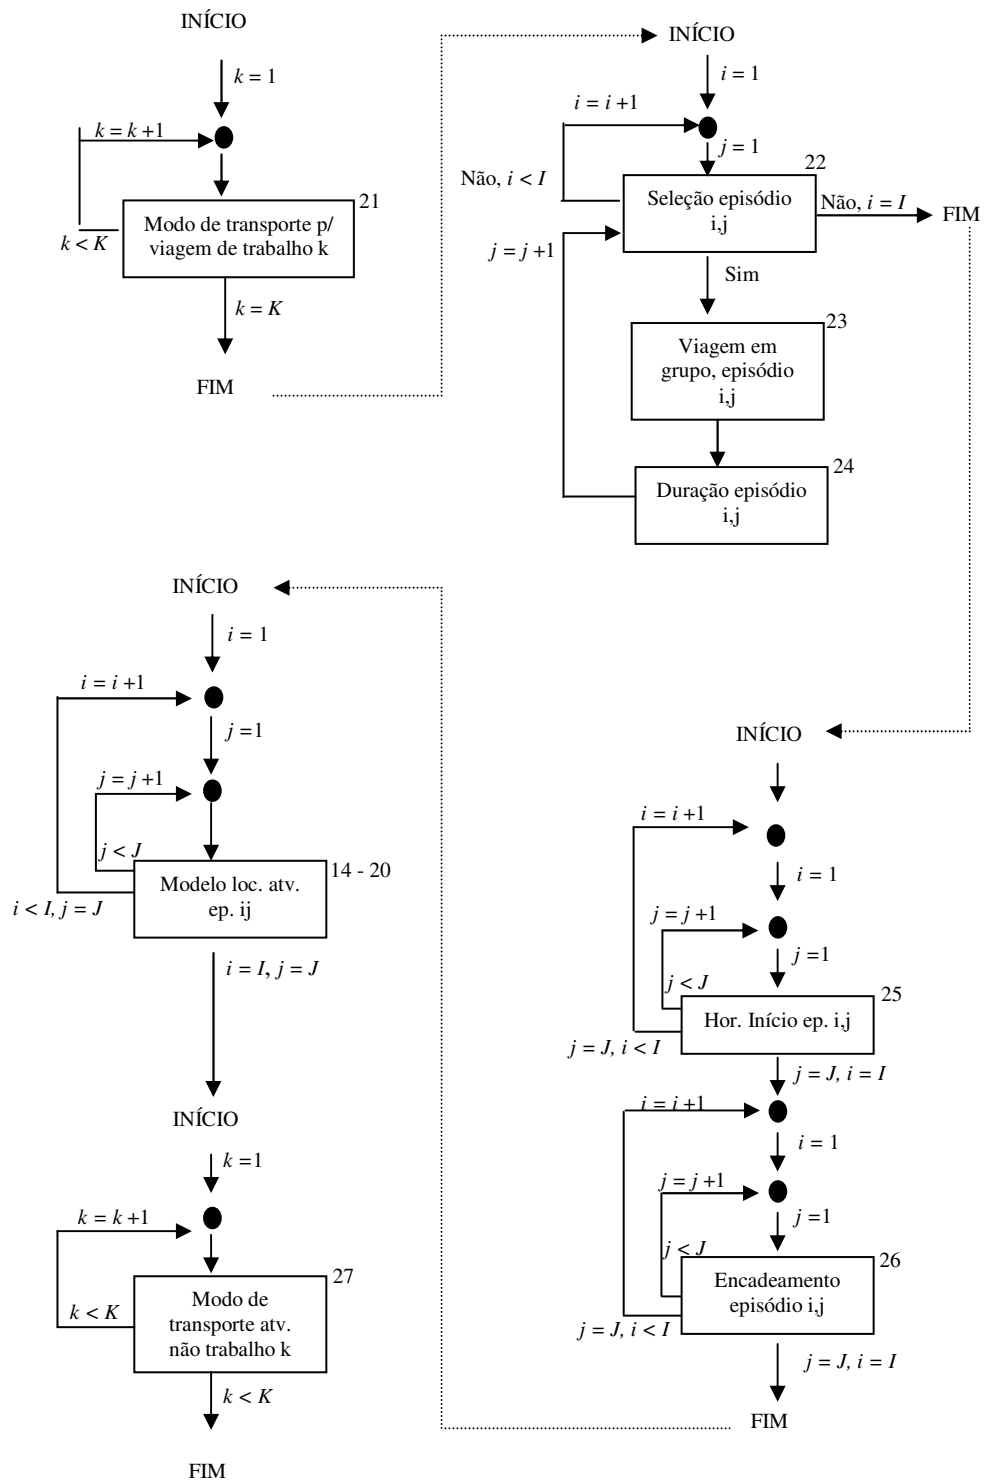 INÍCIO
k = 1
k = k +1
21
Modo de transporte p/
viagem de trabalho k
k < K
k = K
FIM
INÍCIO
i = 1
i = i +1
j = 1
22
Não, i < I
Seleção episódio
i,j
Não, i = I
FIM
j = j +1
Sim
23
Viagem em
grupo, episódio
i,j
24
Duração episódio
i,j
INÍCIO
i = 1
i = i +1
j =1
j = j +1
j < J
14 - 20
Modelo loc. atv.
ep. ij
i < I, j = J
i = I, j = J
INÍCIO
k =1
k = k +1
27
Modo de
transporte atv.
não trabalho k
k < K
k < K
FIM
INÍCIO
i = i +1
i = 1
j = j +1
j =1
j < J
25
Hor. Início ep. i,j
j = J, i < I
j = J, i = I
i = i +1
i = 1
j = j +1
j =1
j < J
26
Encadeamento
episódio i,j
j = J, i < I
j = J, i = I
FIM